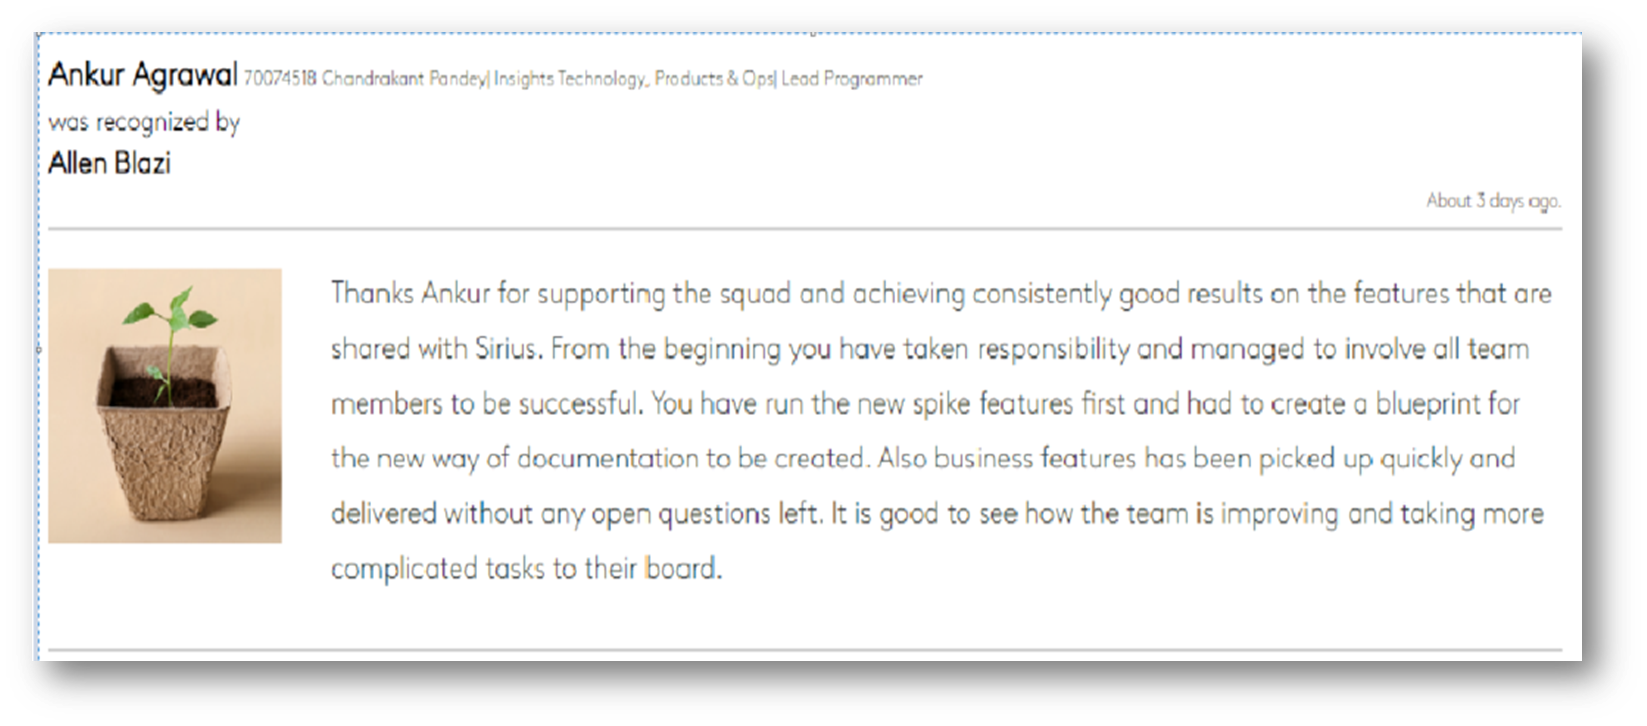 Ankur Agrawal 70074518 Chandrakant Pandey| Insights Technology, Products & Ops| Lead Programmer
was recognized by
Allen Blazi
About 3 days ago.
Thanks Ankur for supporting the squad and achieving consistently good results on the features that are
shared with Sirius. From the beginning you have taken responsibility and managed to involve all team
members to be successful. You have run the new spike features first and had to create a blueprint for
the new way of documentation to be created. Also business features has been picked up quickly and
delivered without any open questions left. It is good to see how the team is improving and taking more
complicated tasks to their board.